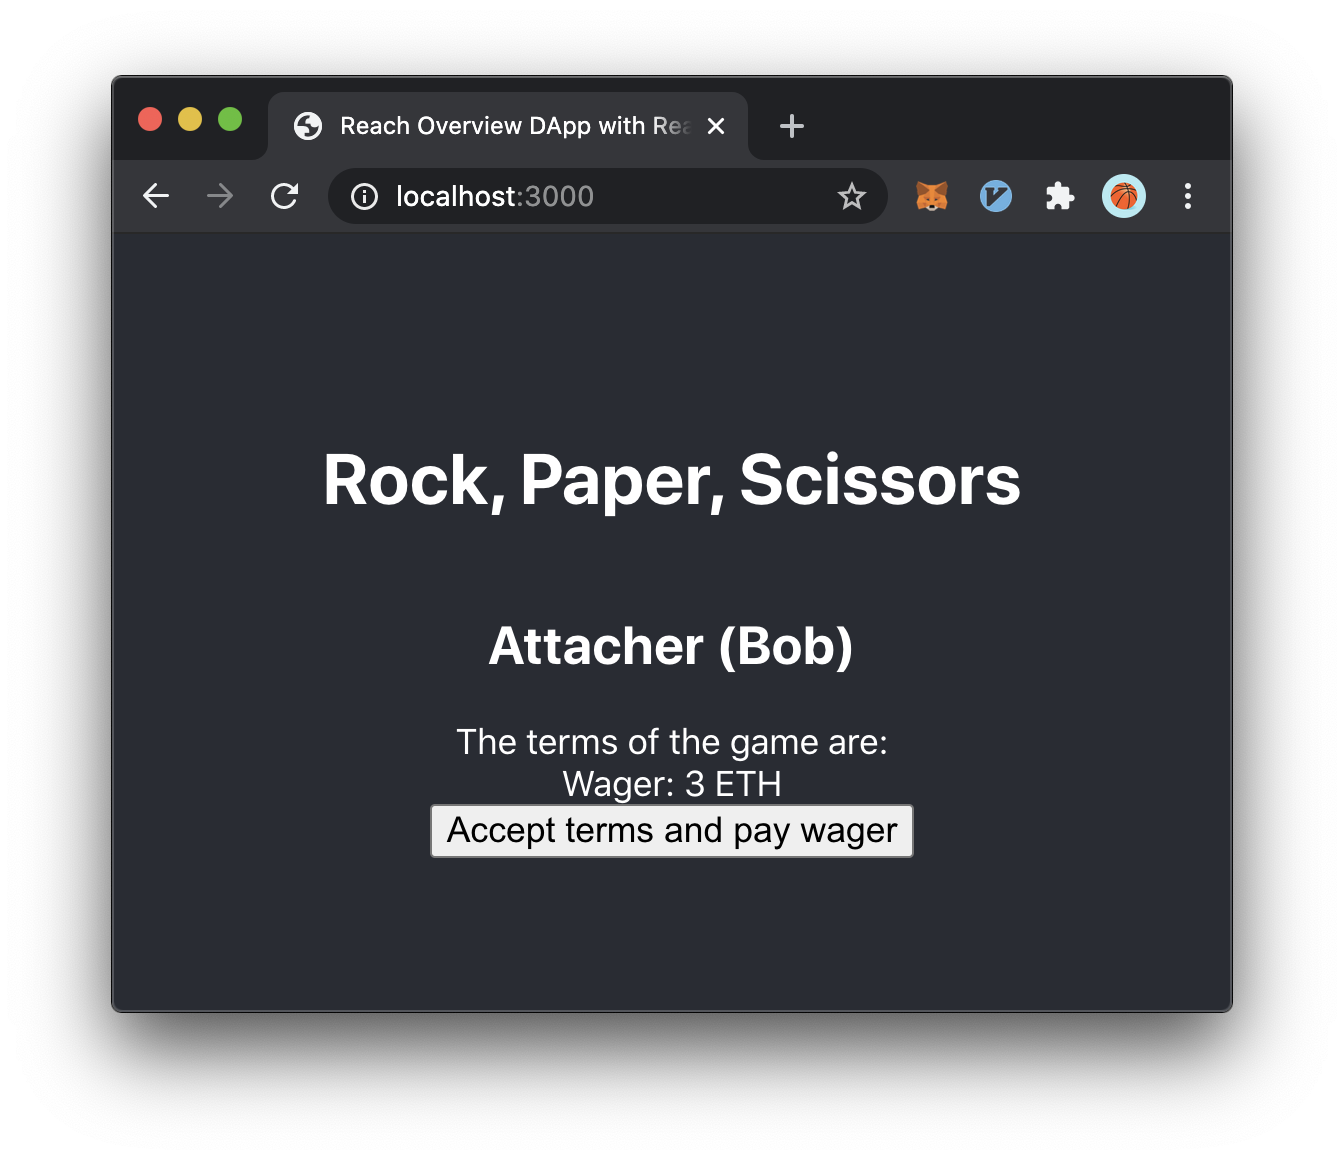 Reach Overview DApp with Rea
localhost:3000
Rock, Paper, Scissors
Attacher (Bob)
The terms of the game are:
Wager: 3 ETH
Accept terms and pay wager